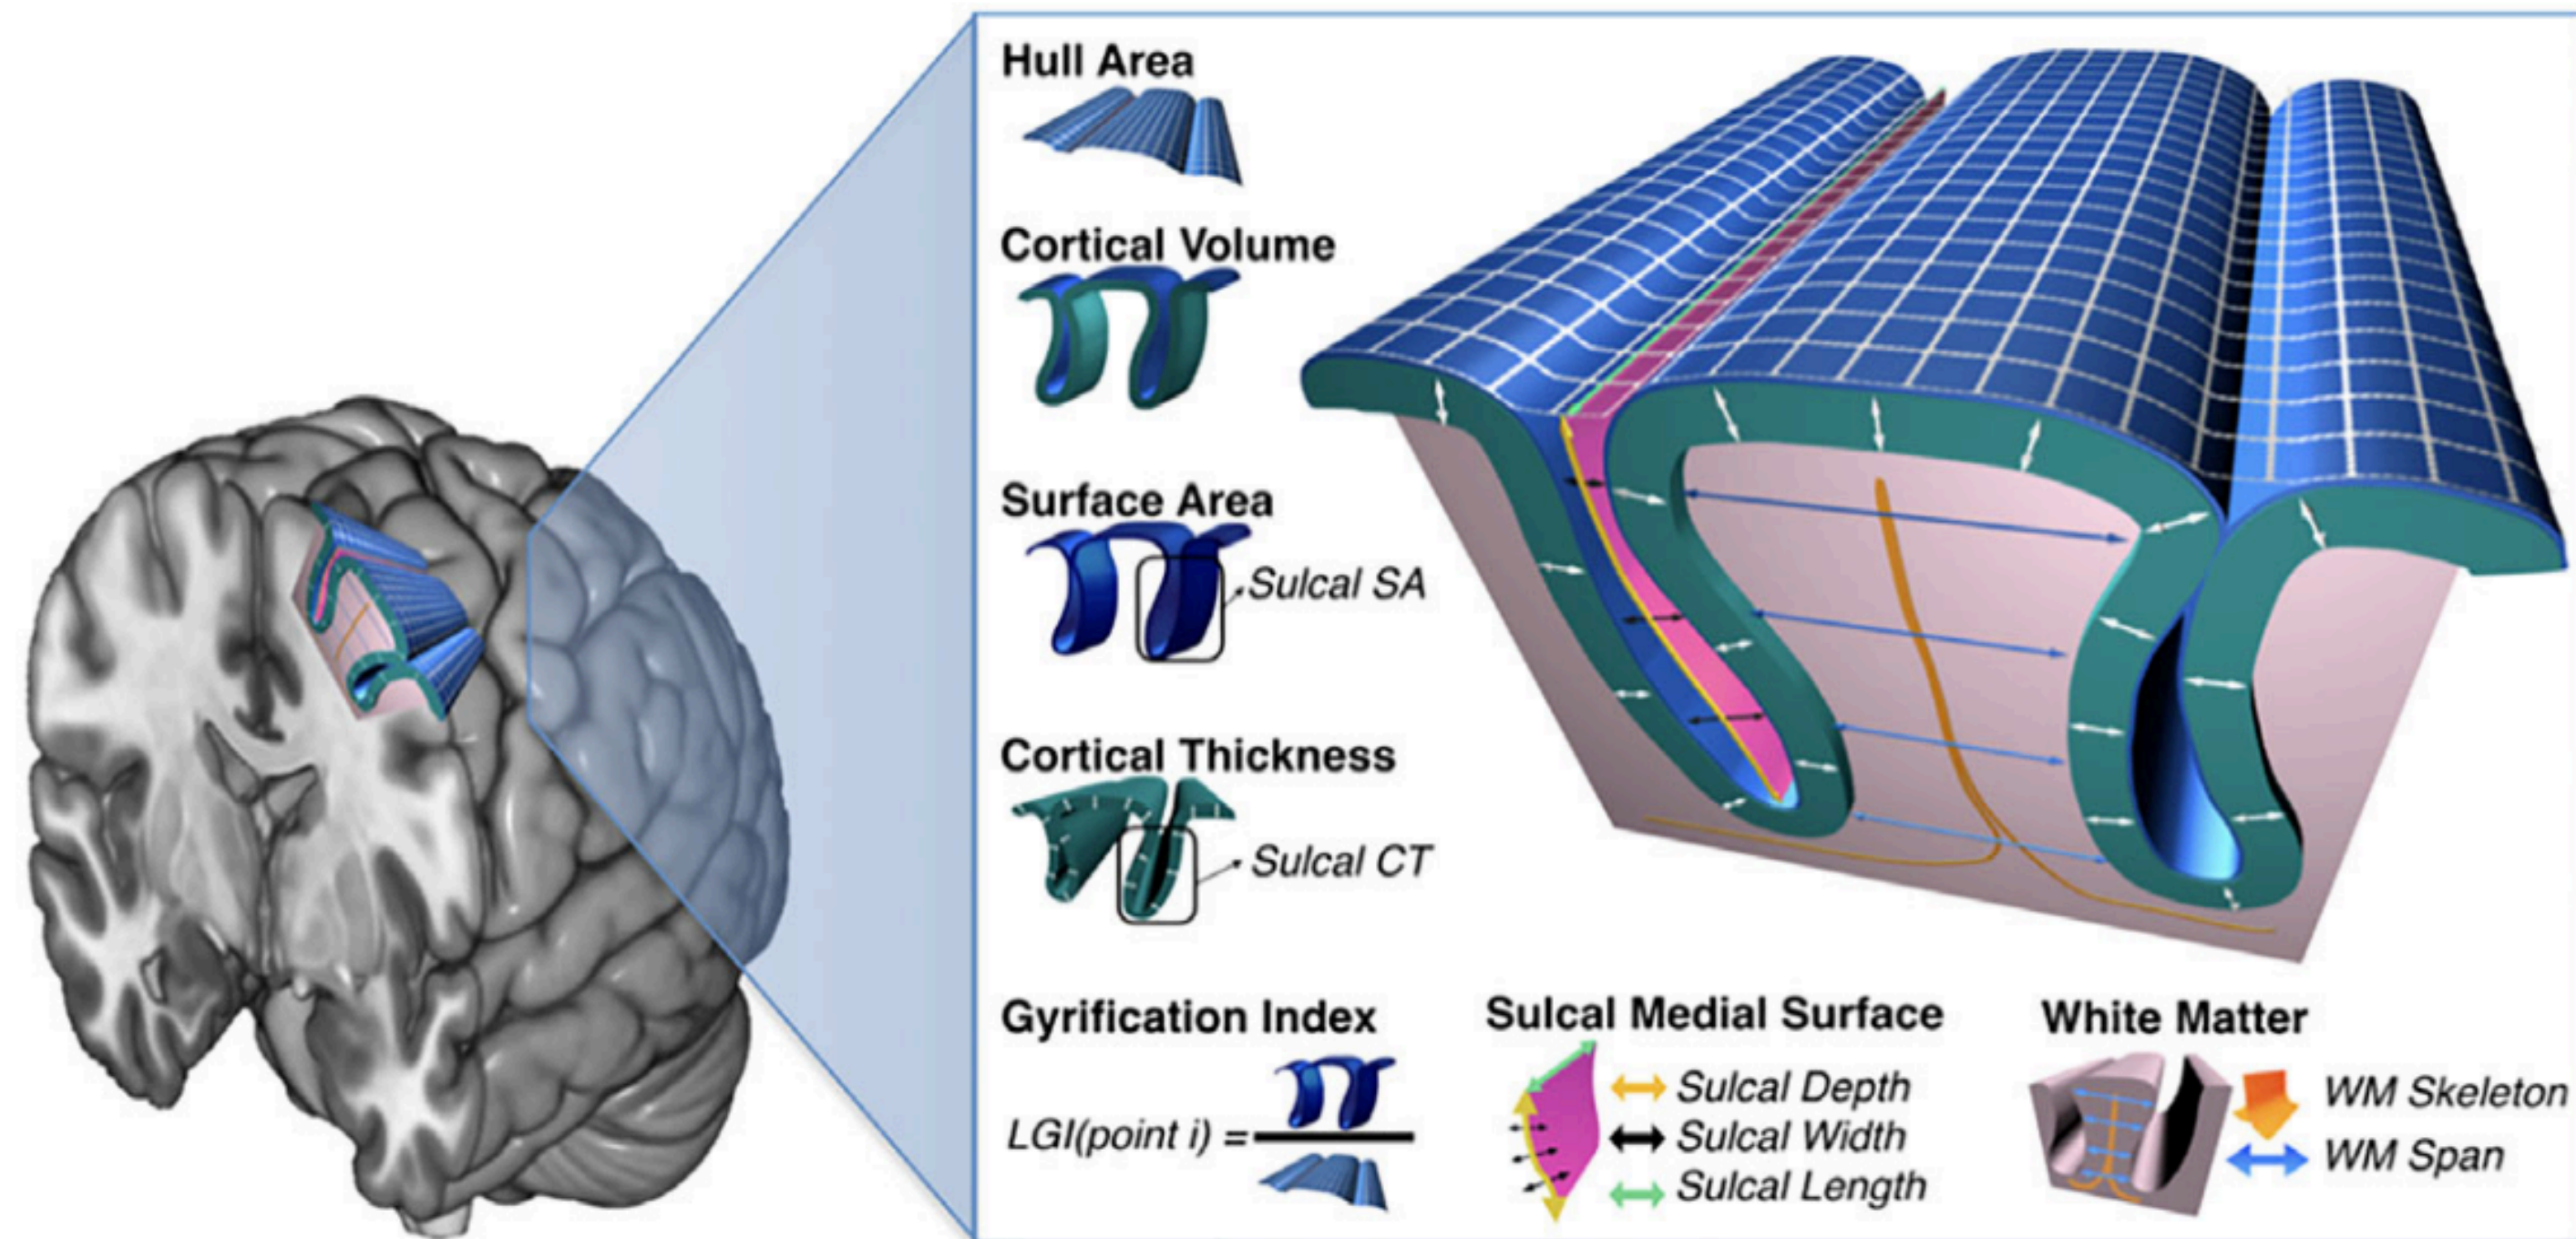 Hull Area
Cortical Volume
Surface Area
Sulcal SA
Cortical Thickness
Sulcal CT
Gyrification Index
LGI(point i) =
Sulcal Medial Surface
Sulcal Depth
Sulcal Width
Sulcal Length
White Matter
WM Skeleton
WM Span